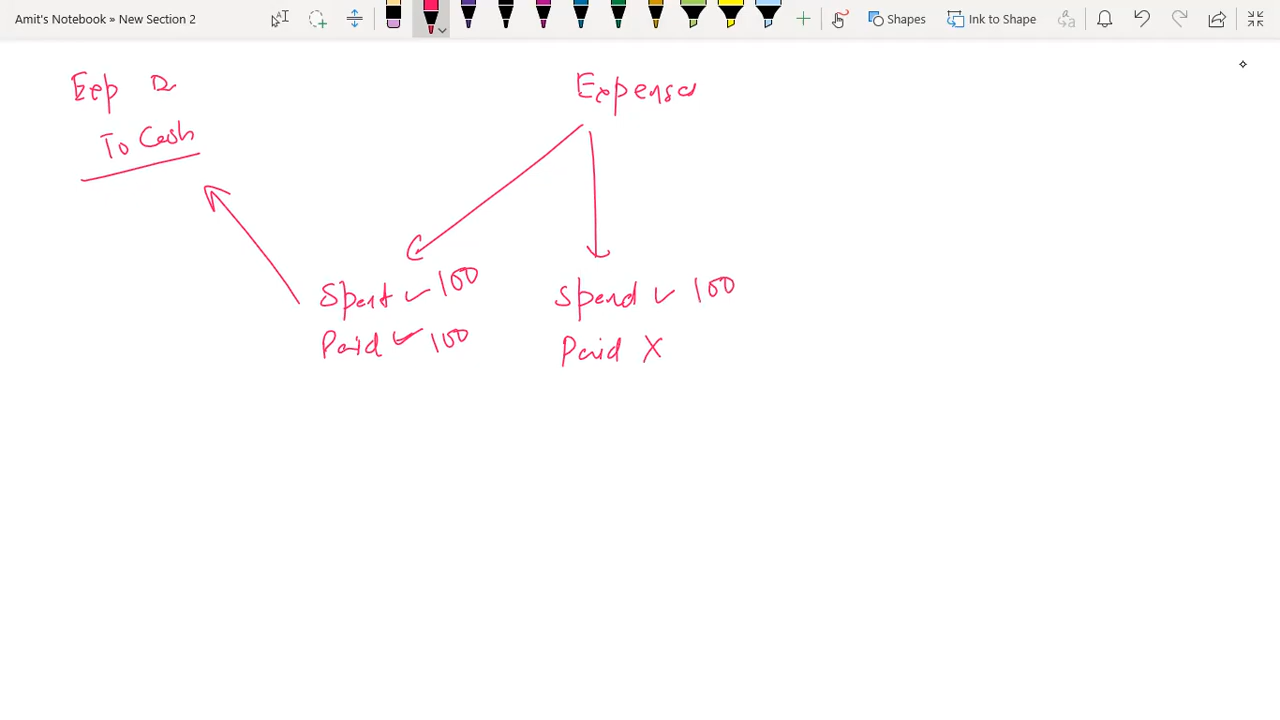 Amit's Notebook » New Section 2
Shapes
Ink to Shape
Exp Dr
To Cash
Expenses
Spent ✓ 100
Paid ✓ 100
Spend ✓ 100
Paid X